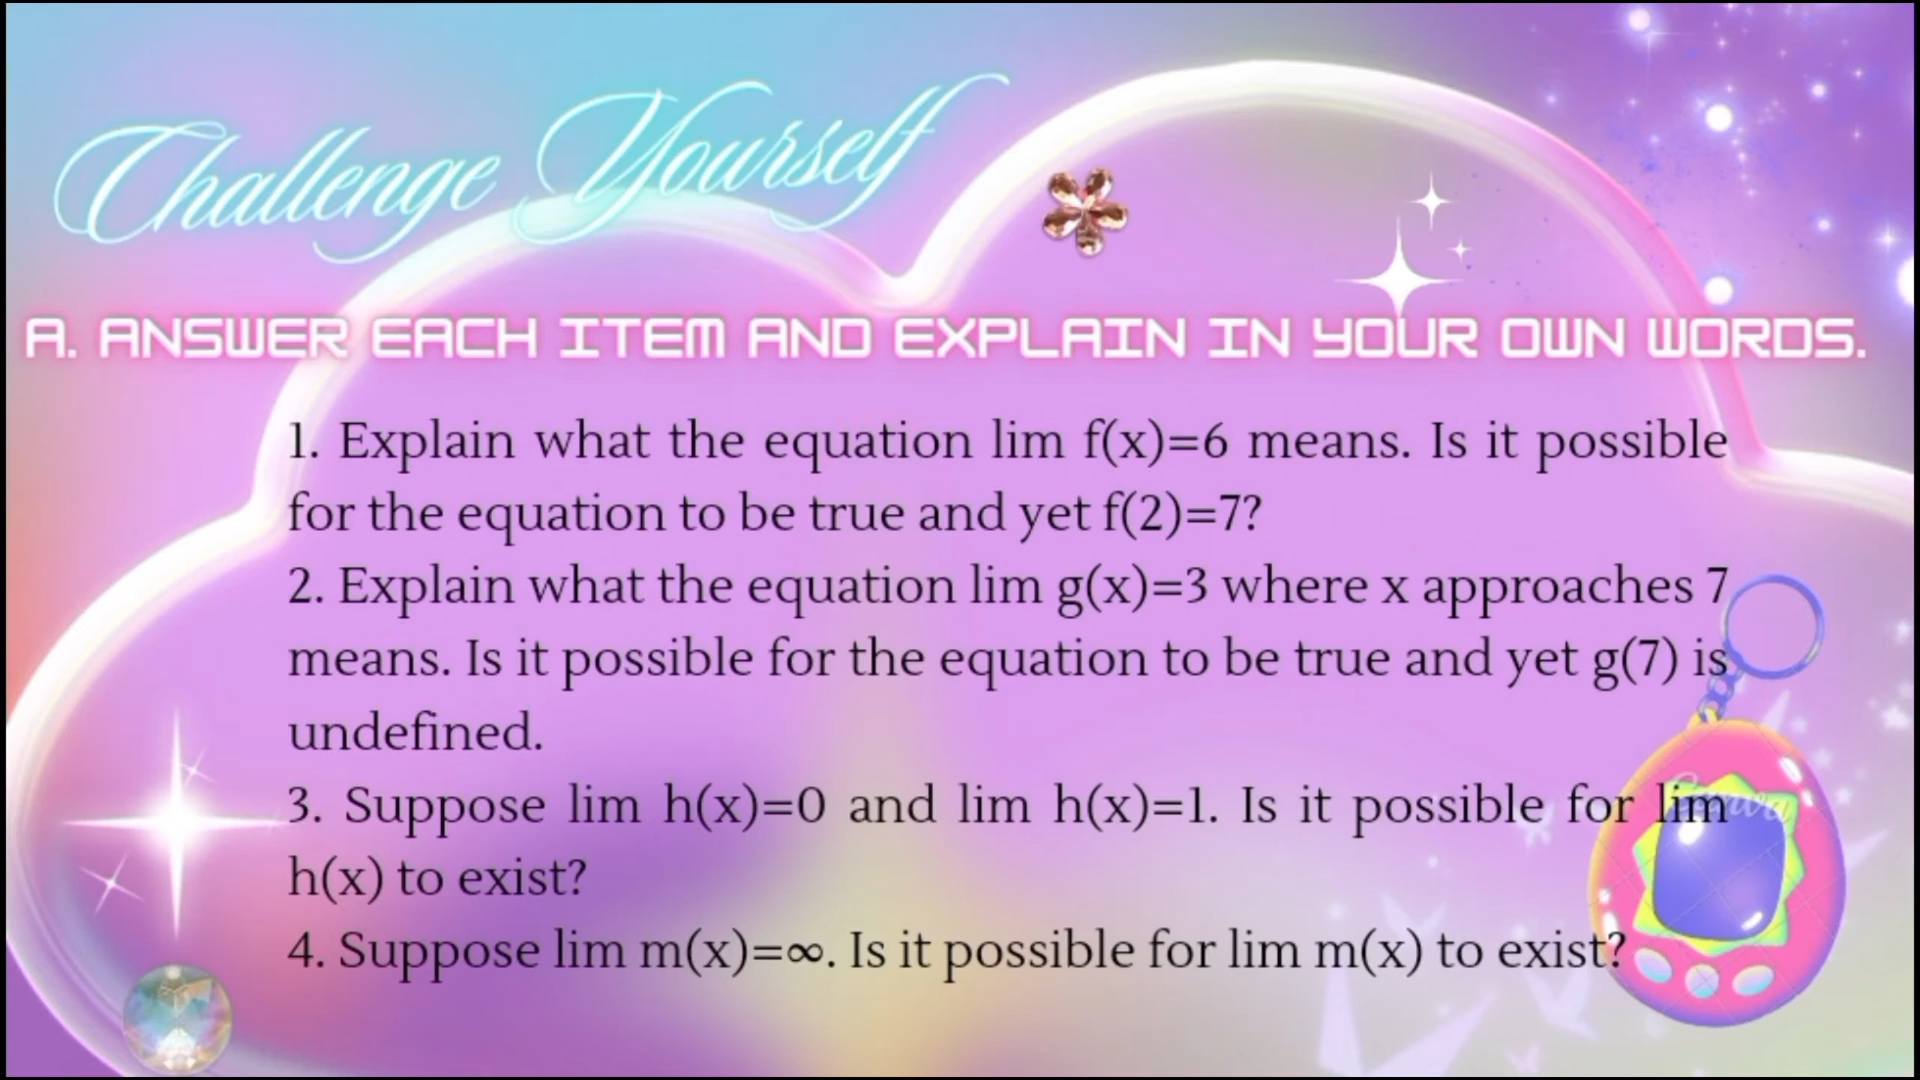 Challenge Yourself
A. ANSWER EACH ITEM AND EXPLAIN IN YOUR OWN WORDS.
1. Explain what the equation lim f(x)=6 means. Is it possible
for the equation to be true and yet f(2)=7?
2. Explain what the equation lim g(x)=3 where x approaches 7
means. Is it possible for the equation to be true and yet g(7) is
undefined.
3. Suppose lim h(x)=0 and lim h(x)=1. Is it possible for lim
h(x) to exist?
4. Suppose lim m(x)=∞. Is it possible for lim m(x) to exist?
Canva